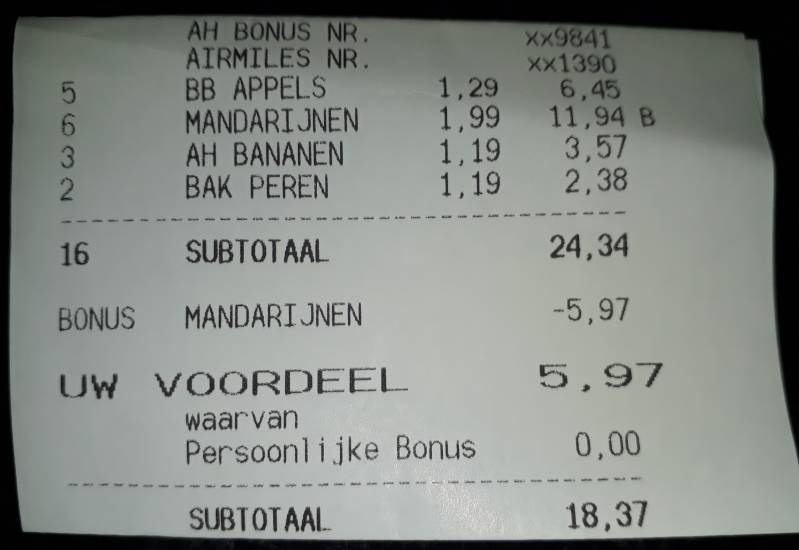 AH BONUS NR. xx9841
AIRMILES NR. xx1390
5 BB APPELS 1,29 6,45
6 MANDARIJNEN 1,99 11,94 B
3 AH BANANEN 1,19 3,57
2 BAK PEREN 1,19 2,38
16 SUBTOTAAL 24,34
BONUS MANDARIJNEN -5,97
UW VOORDEEL 5,97
waarvan
Persoonlijke Bonus 0,00
SUBTOTAAL 18,37